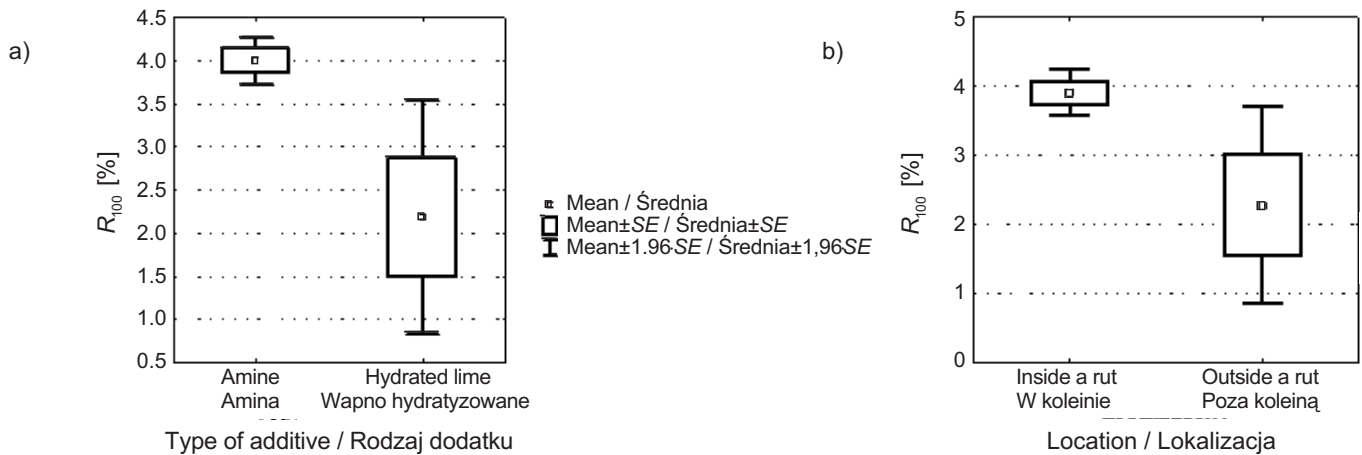 a)
R100 [%]
4.5
4.0
3.5
3.0
2.5
2.0
1.5
1.0
0.5
Amine
Amina
Hydrated lime
Wapno hydratyzowane
Type of additive / Rodzaj dodatku
Mean / Średnia
Mean±SE / Średnia±SE
Mean±1.96·SE / Średnia±1,96SE
b)
R100 [%]
5
4
3
2
1
0
Inside a rut
W koleinie
Outside a rut
Poza koleiną
Location / Lokalizacja